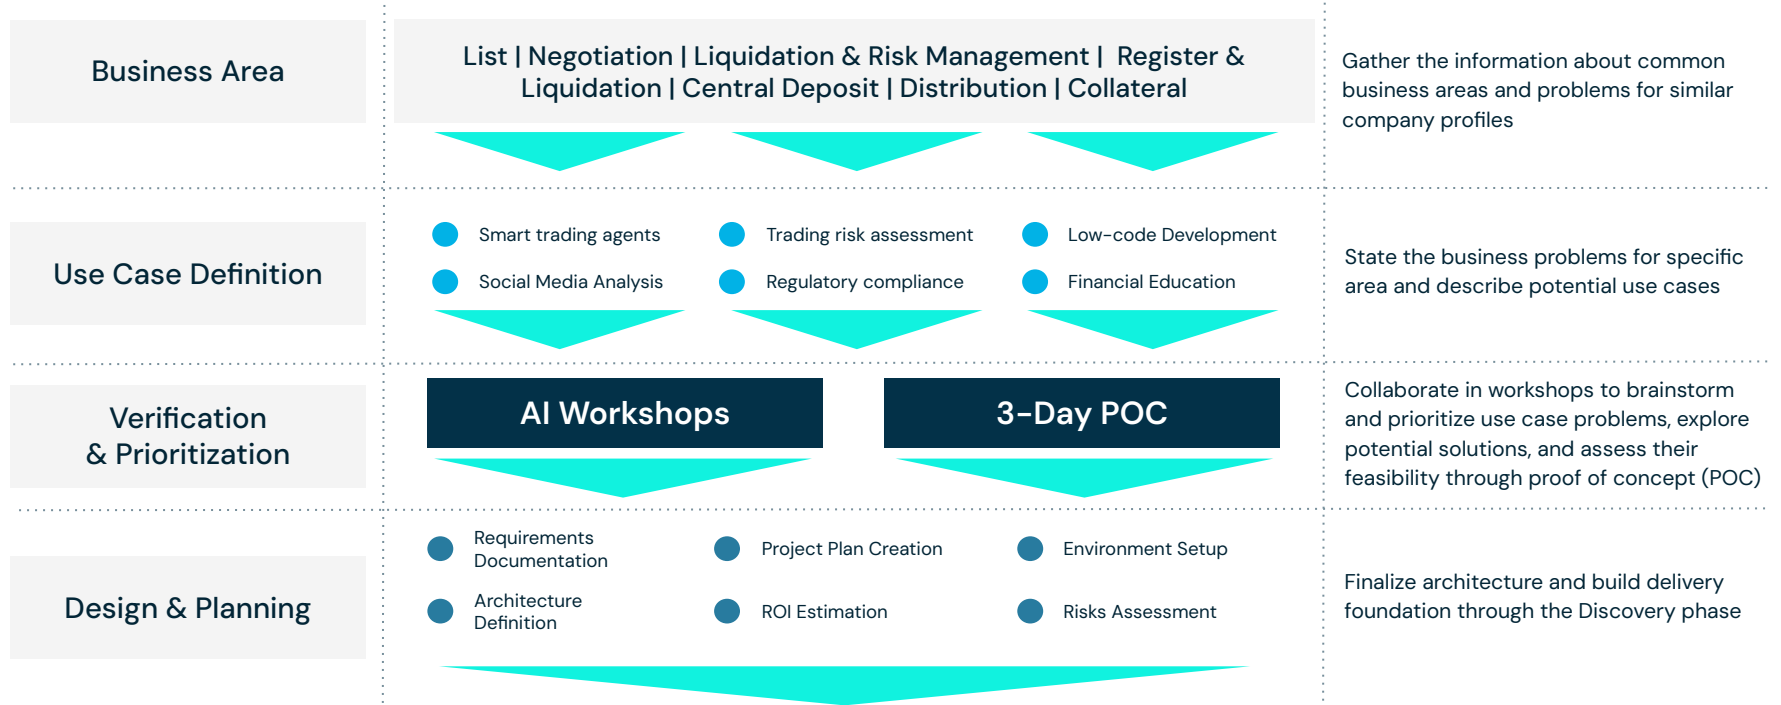 Business Area
List | Negotiation | Liquidation & Risk Management | Register &
Liquidation | Central Deposit | Distribution | Collateral
Gather the information about common
business areas and problems for similar
company profiles
Use Case Definition
Smart trading agents
Trading risk assessment
Low-code Development
Social Media Analysis
Regulatory compliance
Financial Education
State the business problems for specific
area and describe potential use cases
Verification
& Prioritization
AI Workshops
3-Day POC
Collaborate in workshops to brainstorm
and prioritize use case problems, explore
potential solutions, and assess their
feasibility through proof of concept (POC)
Design & Planning
Requirements
Documentation
Project Plan Creation
Environment Setup
Architecture
Definition
ROI Estimation
Risks Assessment
Finalize architecture and build delivery
foundation through the Discovery phase